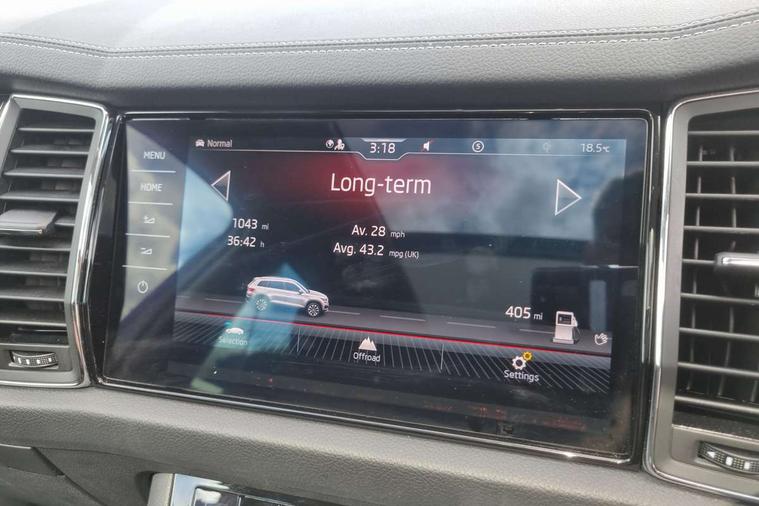 Normal 3:18 S 18.5°C
MENU
HOME
Long-term
1043 mi
36:42 h
Av. 28 mph
Avg. 43.2 mpg (UK)
405 mi
Selection
Offroad
Settings